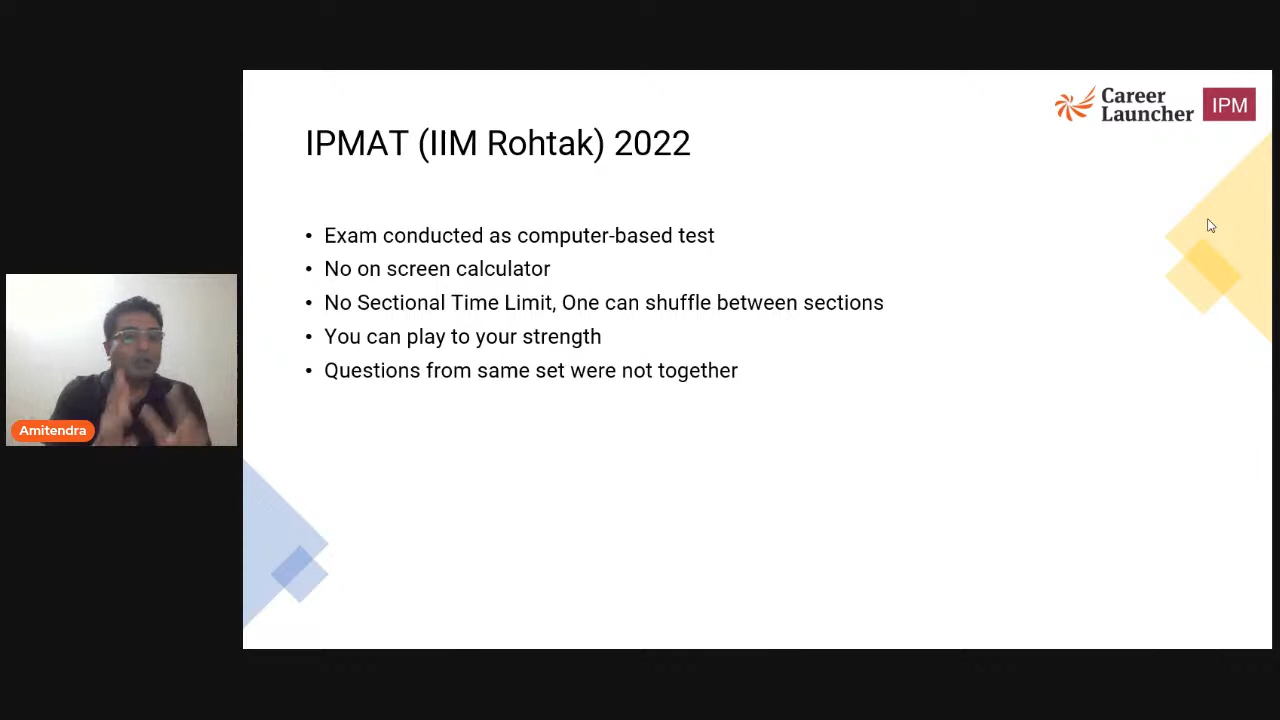 Career
Launcher
IPM
IPMAT (IIM Rohtak) 2022
• Exam conducted as computer-based test
• No on screen calculator
• No Sectional Time Limit, One can shuffle between sections
• You can play to your strength
• Questions from same set were not together
Amitendra